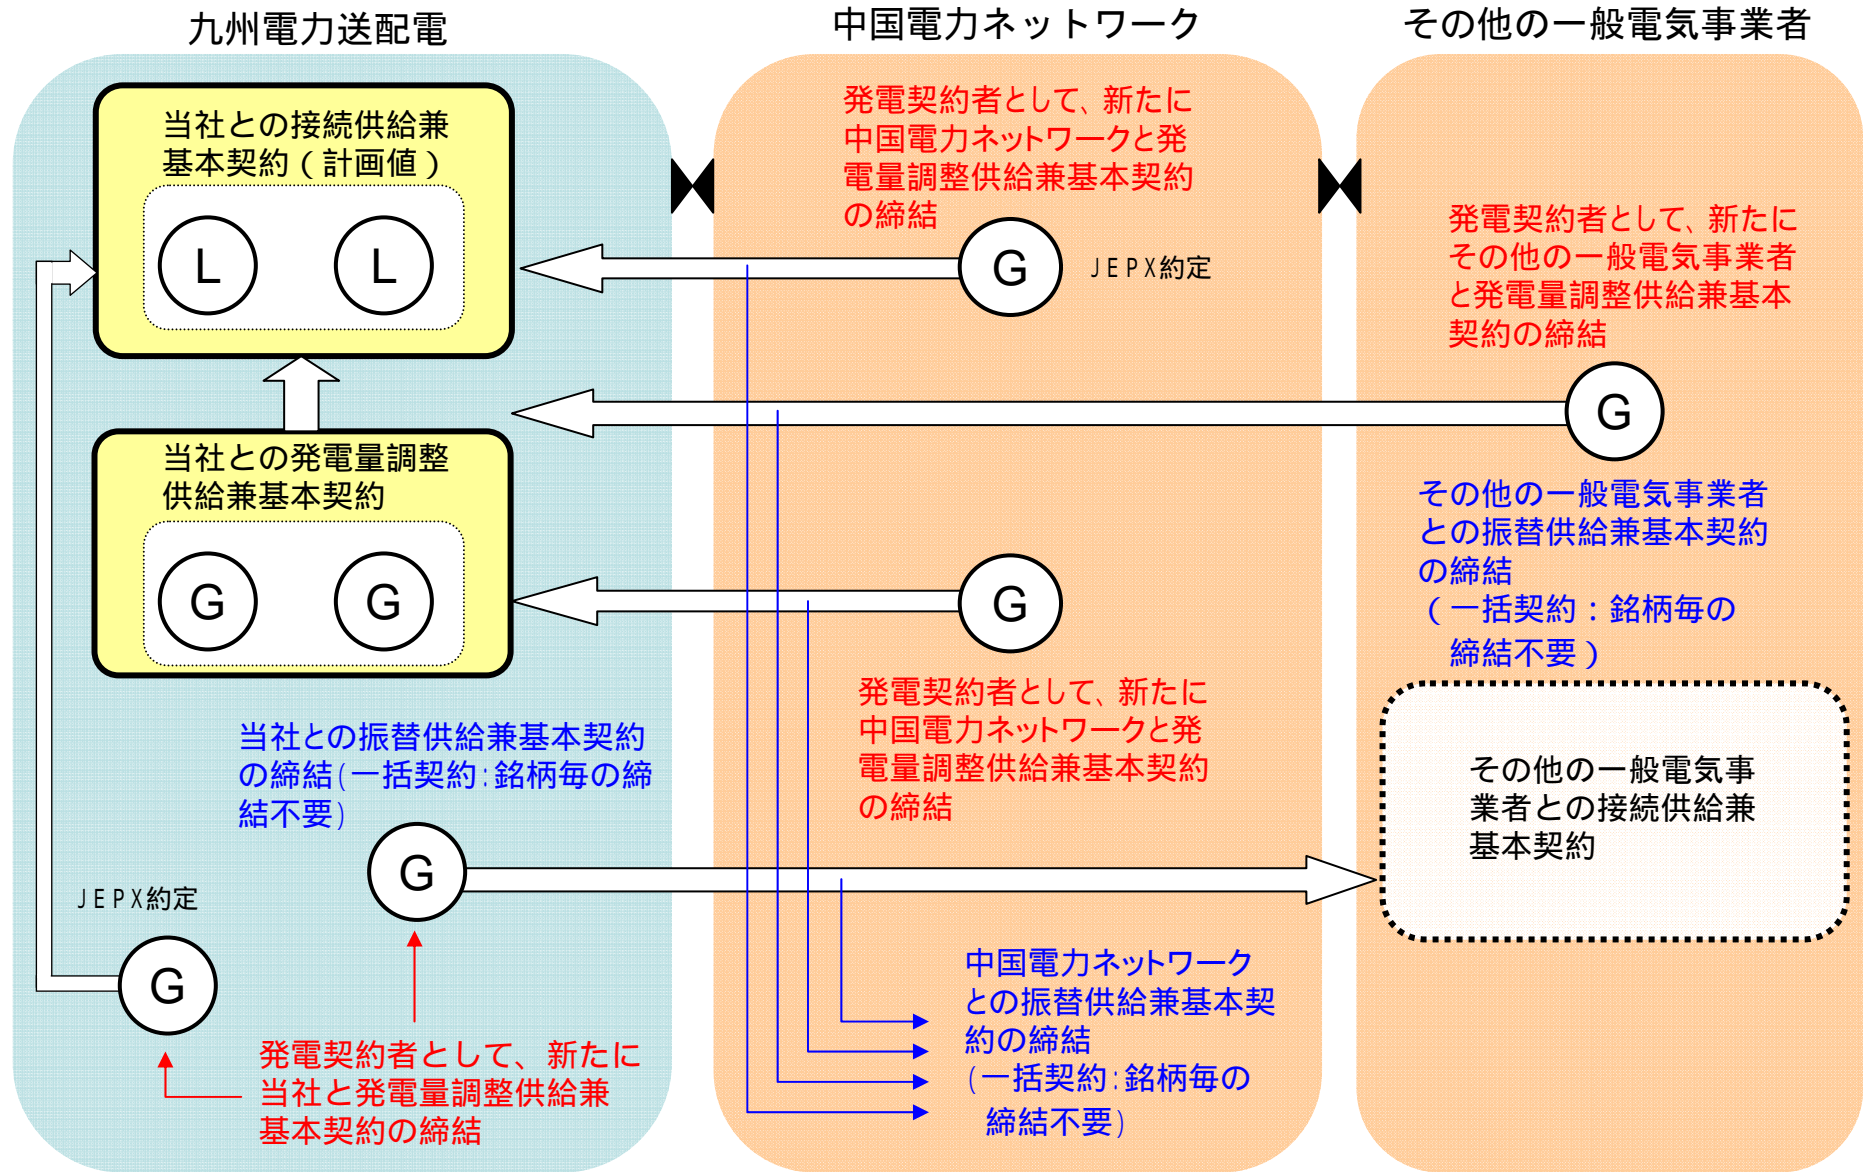 九州電力送配電
中国電力ネットワーク
その他の一般電気事業者
当社との接続供給兼
基本契約（計画値）
L
L
当社との発電量調整
供給兼基本契約
G
G
当社との振替供給兼基本契約
の締結(一括契約:銘柄毎の締
結不要)
G
JEPX約定
G
発電契約者として、新たに
当社と発電量調整供給兼
基本契約の締結
発電契約者として、新たに
中国電力ネットワークと発
電量調整供給兼基本契約
の締結
G
JEPX約定
G
発電契約者として、新たに
中国電力ネットワークと発
電量調整供給兼基本契約
の締結
中国電力ネットワーク
との振替供給兼基本契
約の締結
(一括契約:銘柄毎の
締結不要)
発電契約者として、新たに
その他の一般電気事業者
と発電量調整供給兼基本
契約の締結
G
その他の一般電気事業者
との振替供給兼基本契約
の締結
（一括契約：銘柄毎の
締結不要）
その他の一般電気事
業者との接続供給兼
基本契約